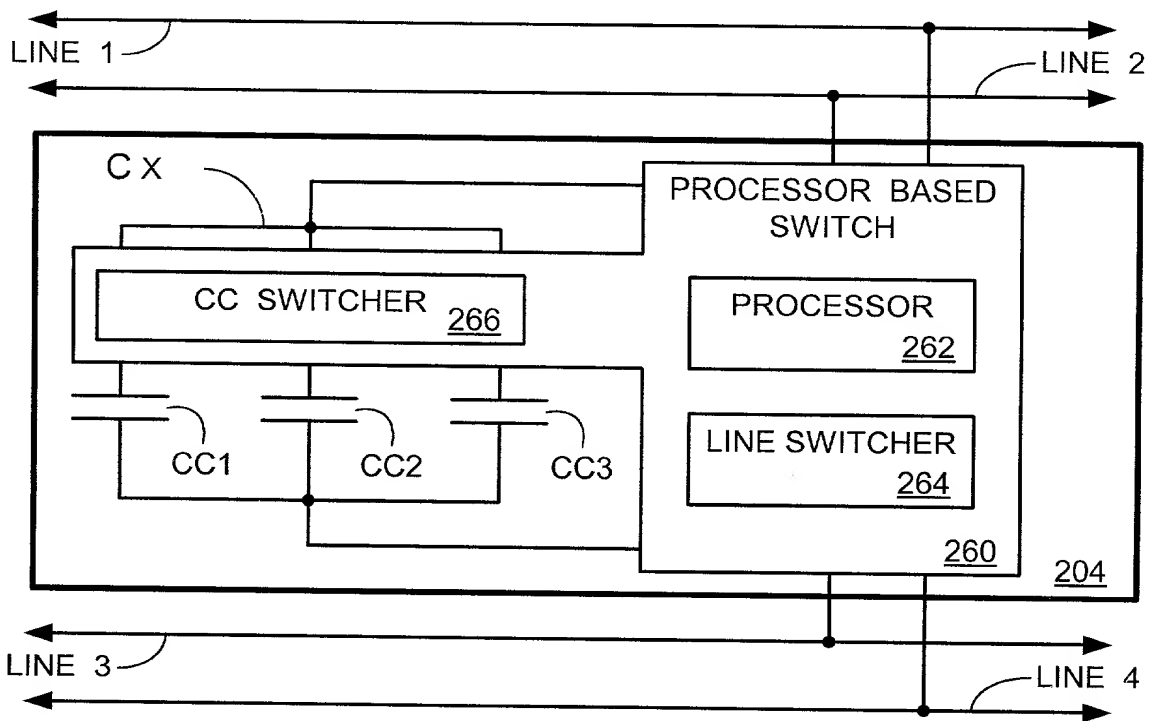 LINE 1
LINE 2
C X
PROCESSOR BASED
SWITCH
CC SWITCHER
266
PROCESSOR
262
CC1
CC2
CC3
LINE SWITCHER
264
260
204
LINE 3
LINE 4